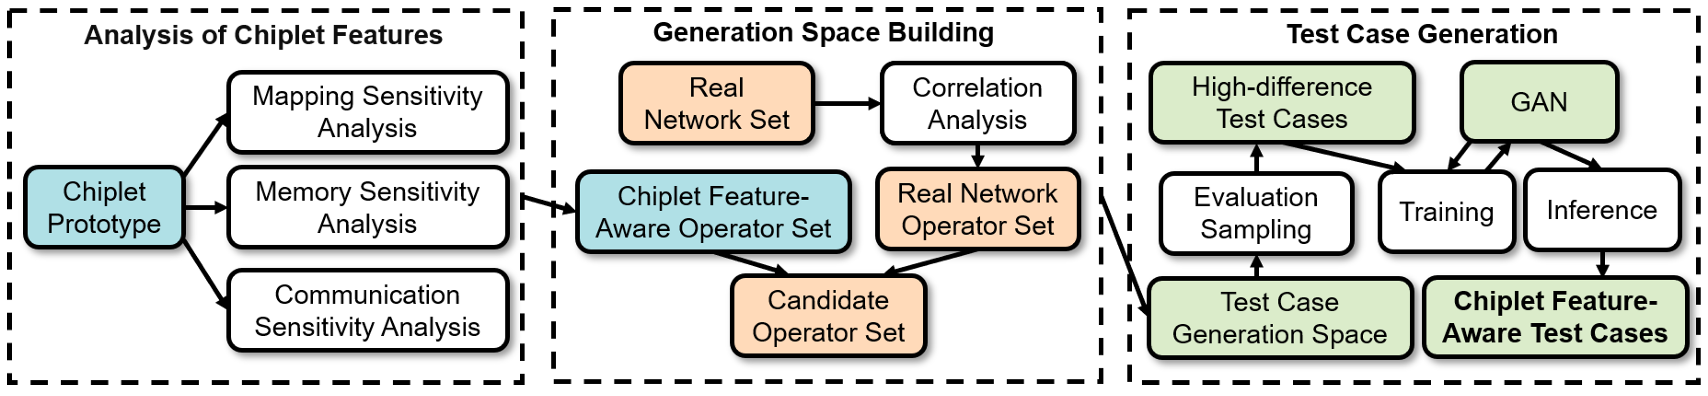 Analysis of Chiplet Features
Chiplet
Prototype
Mapping Sensitivity
Analysis
Memory Sensitivity
Analysis
Communication
Sensitivity Analysis
Generation Space Building
Real
Network Set
Correlation
Analysis
Chiplet Feature-
Aware Operator Set
Real Network
Operator Set
Candidate
Operator Set
Test Case Generation
High-difference
Test Cases
GAN
Evaluation
Sampling
Training
Inference
Test Case
Generation Space
Chiplet Feature-
Aware Test Cases